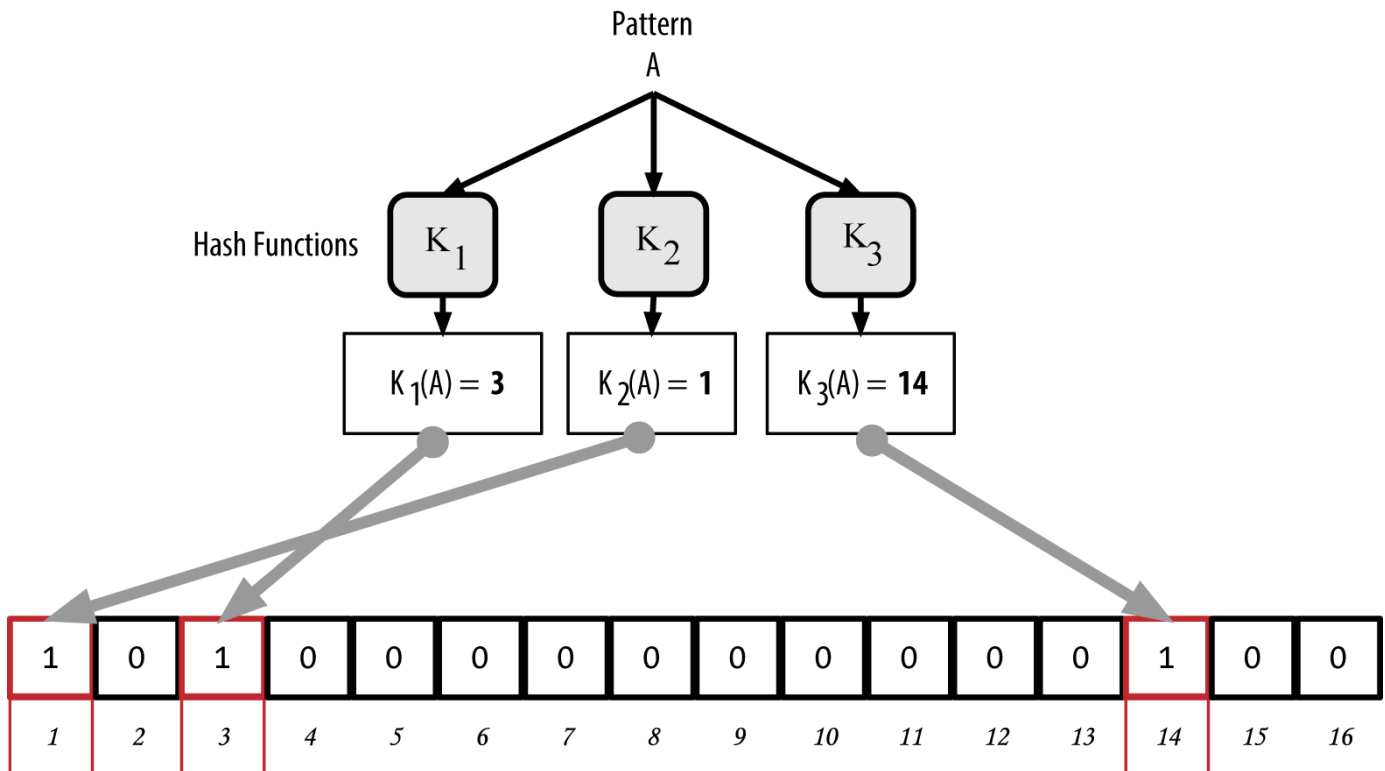 Pattern
A
Hash Functions
K1 K2 K3
K1(A) = 3 K2(A) = 1 K3(A) = 14
1 0 1 0 0 0 0 0 0 0 0 0 0 1 0 0
1 2 3 4 5 6 7 8 9 10 11 12 13 14 15 16